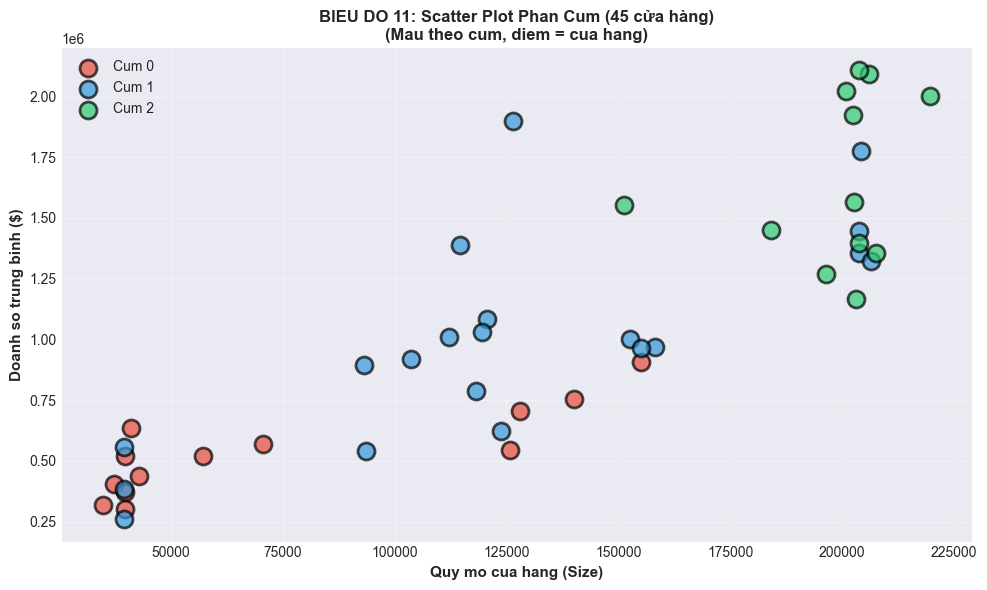 BIEU DO 11: Scatter Plot Phan Cum (45 cửa hàng)
(Mau theo cum, diem = cua hang)
1e6
Cum 0
Cum 1
Cum 2
2.00
1.75
1.50
1.25
1.00
0.75
0.50
0.25
Doanh so trung binh ($)
50000 75000 100000 125000 150000 175000 200000 225000
Quy mo cua hang (Size)